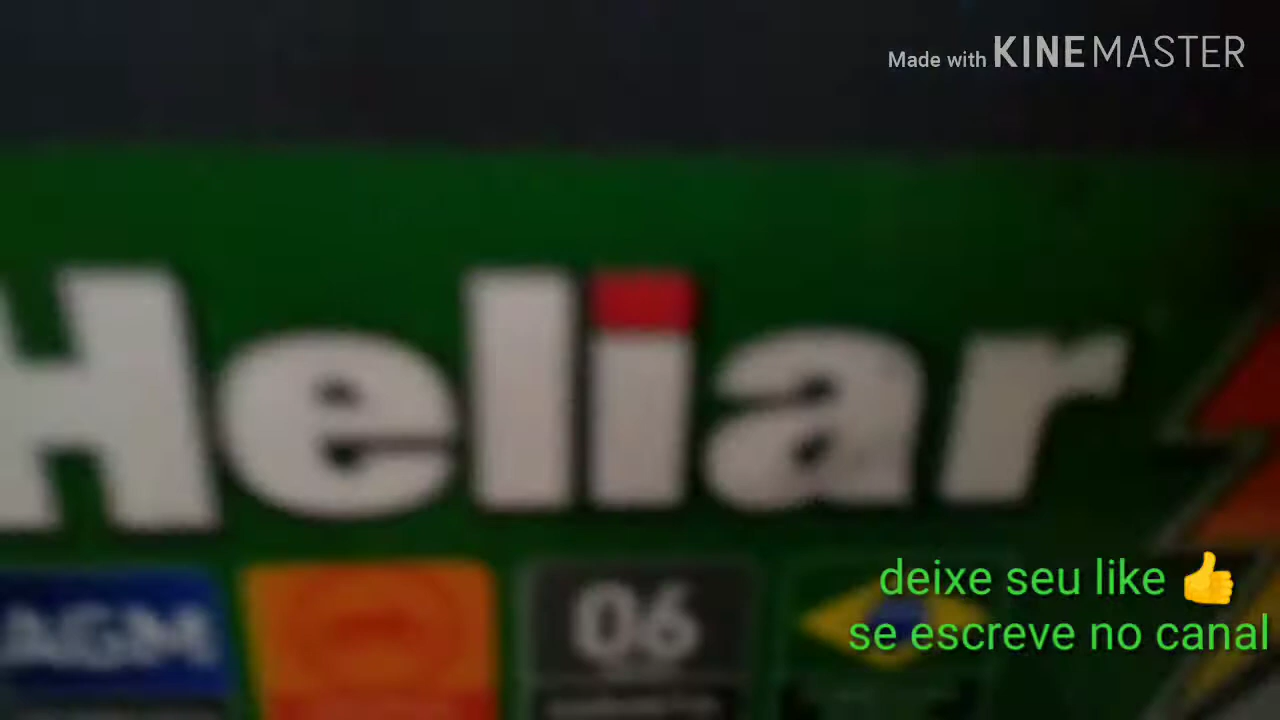 Made with KINEMASTER
Heliar
AGM
06
deixe seu like 👍
se escreve no canal